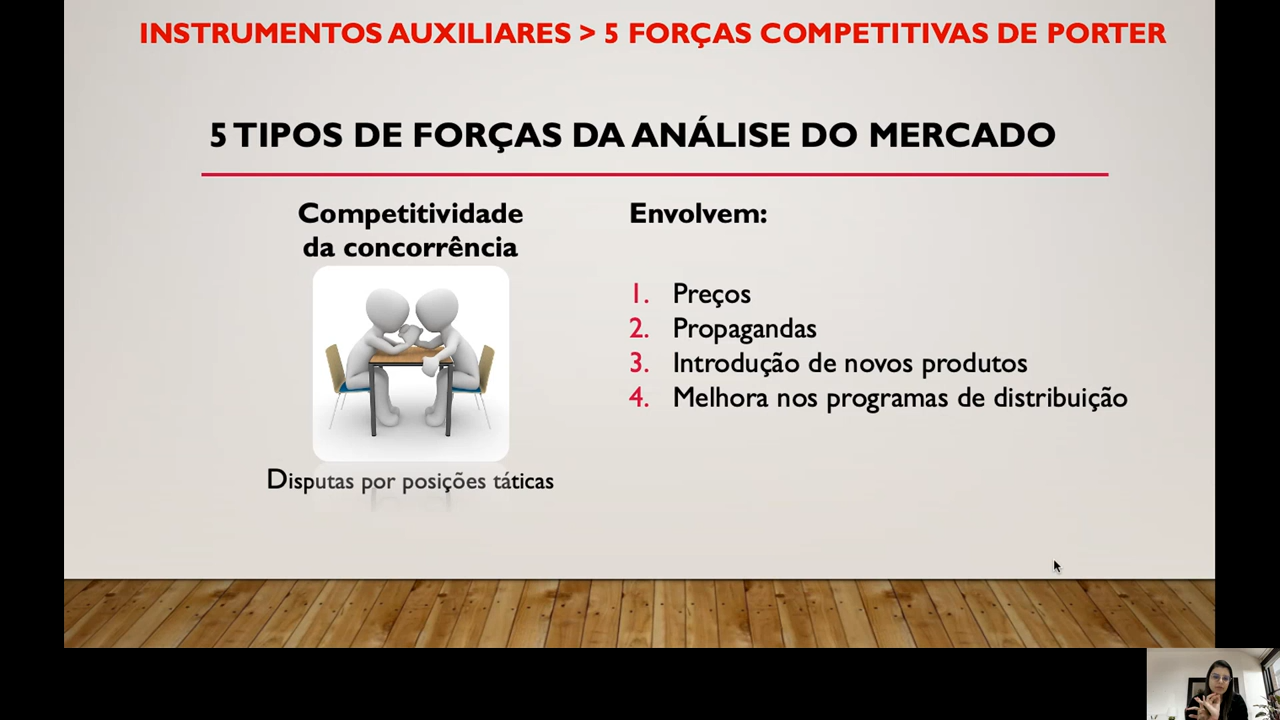 INSTRUMENTOS AUXILIARES > 5 FORÇAS COMPETITIVAS DE PORTER
5 TIPOS DE FORÇAS DA ANÁLISE DO MERCADO
Competitividade
da concorrência
Disputas por posições táticas
Envolvem:
1. Preços
2. Propagandas
3. Introdução de novos produtos
4. Melhora nos programas de distribuição